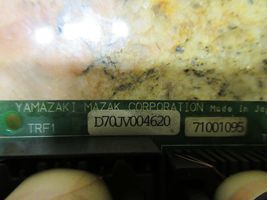 YAMAZAKI MAZAK CORPORATION Made in Ja
TRF1 D70JV004620 71001095